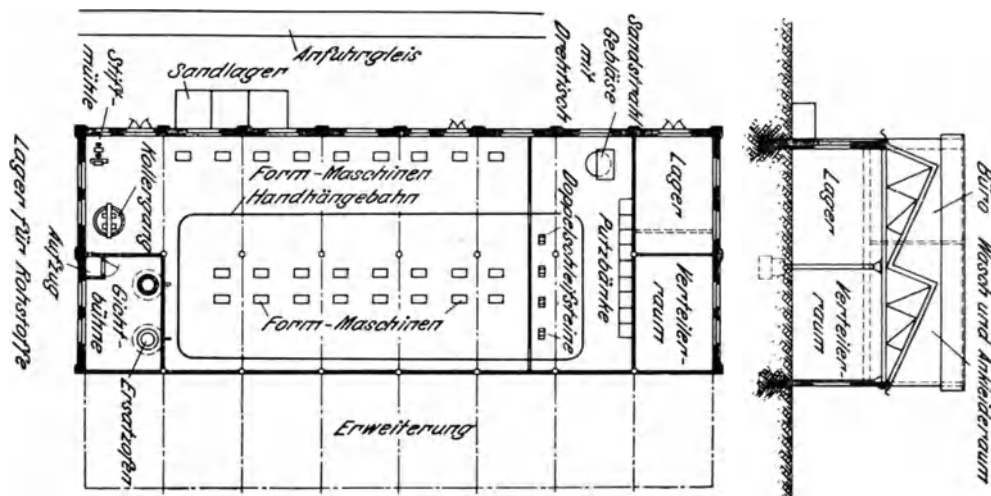 Anfuhrgleis
Sandlager
Stift-
mühle
Drehtisch
mit
Gebläse
Sandstrahl
Kollergang
Form-Maschinen
Handhängebahn
Lager
Lager für Rohstoffe
Aufzug
Gicht-
bühne
Form-Maschinen
Doppelschleifsteine
Putzbänke
Verteiler-
raum
Ersatzofen
Erweiterung
Lager
Verteiler-
raum
Büro Wasch und Ankleideraum